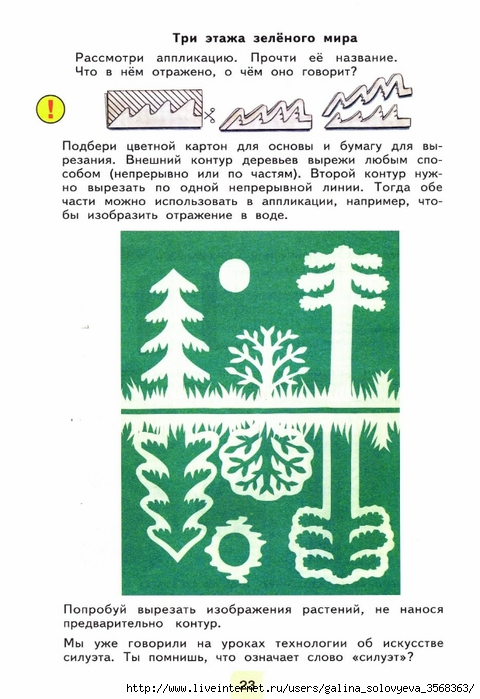 Три этажа зелёного мира
Рассмотри аппликацию. Прочти её название.
Что в нём отражено, о чём оно говорит?
!
Подбери цветной картон для основы и бумагу для вы-
резания. Внешний контур деревьев вырежи любым спо-
собом (непрерывно или по частям). Второй контур нуж-
но вырезать по одной непрерывной линии. Тогда обе
части можно использовать в аппликации, например, что-
бы изобразить отражение в воде.
Попробуй вырезать изображения растений, не нанося
предварительно контур.
Мы уже говорили на уроках технологии об искусстве
силуэта. Ты помнишь, что означает слово «силуэт»?
23
http://www.liveinternet.ru/users/galina_solovyeva_3568363/